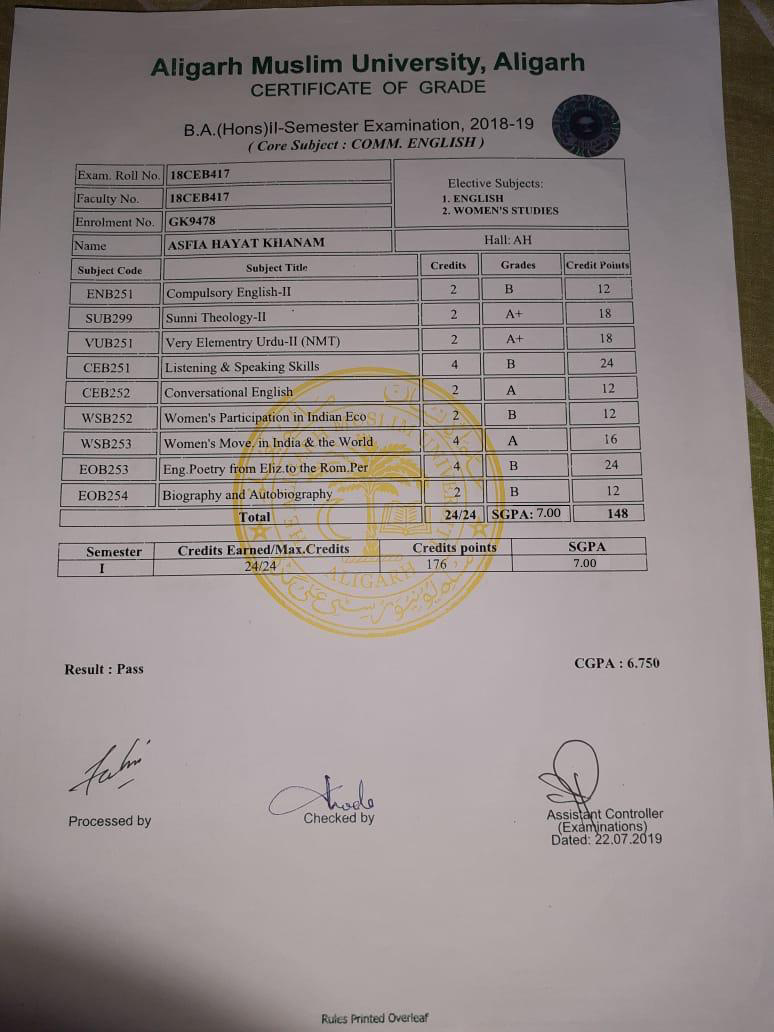 Aligarh Muslim University, Aligarh
CERTIFICATE OF GRADE
B.A.(Hons)II-Semester Examination, 2018-19
( Core Subject : COMM. ENGLISH )
Exam. Roll No. 18CEB417
Faculty No. 18CEB417
Enrolment No. GK9478
Elective Subjects:
1. ENGLISH
2. WOMEN'S STUDIES
Name ASFIA HAYAT KHANAM Hall: AH
Subject Code Subject Title Credits Grades Credit Points
ENB251 Compulsory English-II 2 B 12
SUB299 Sunni Theology-II 2 A+ 18
VUB251 Very Elementry Urdu-II (NMT) 2 A+ 18
CEB251 Listening & Speaking Skills 4 B 24
CEB252 Conversational English 2 A 12
WSB252 Women's Participation in Indian Eco 2 B 12
WSB253 Women's Move. in India & the World 4 A 16
EOB253 Eng.Poetry from Eliz.to the Rom.Per 4 B 24
EOB254 Biography and Autobiography 2 B 12
Total 24/24 SGPA: 7.00 148
Semester Credits Earned/Max.Credits Credits points SGPA
I 24/24 176 7.00
ALIGARH MUSLIM UNIVER
ALIGARH
Result : Pass CGPA : 6.750
Processed by
Checked by
Assistant Controller
(Examinations)
Dated: 22.07.2019
Rules Printed Overleaf